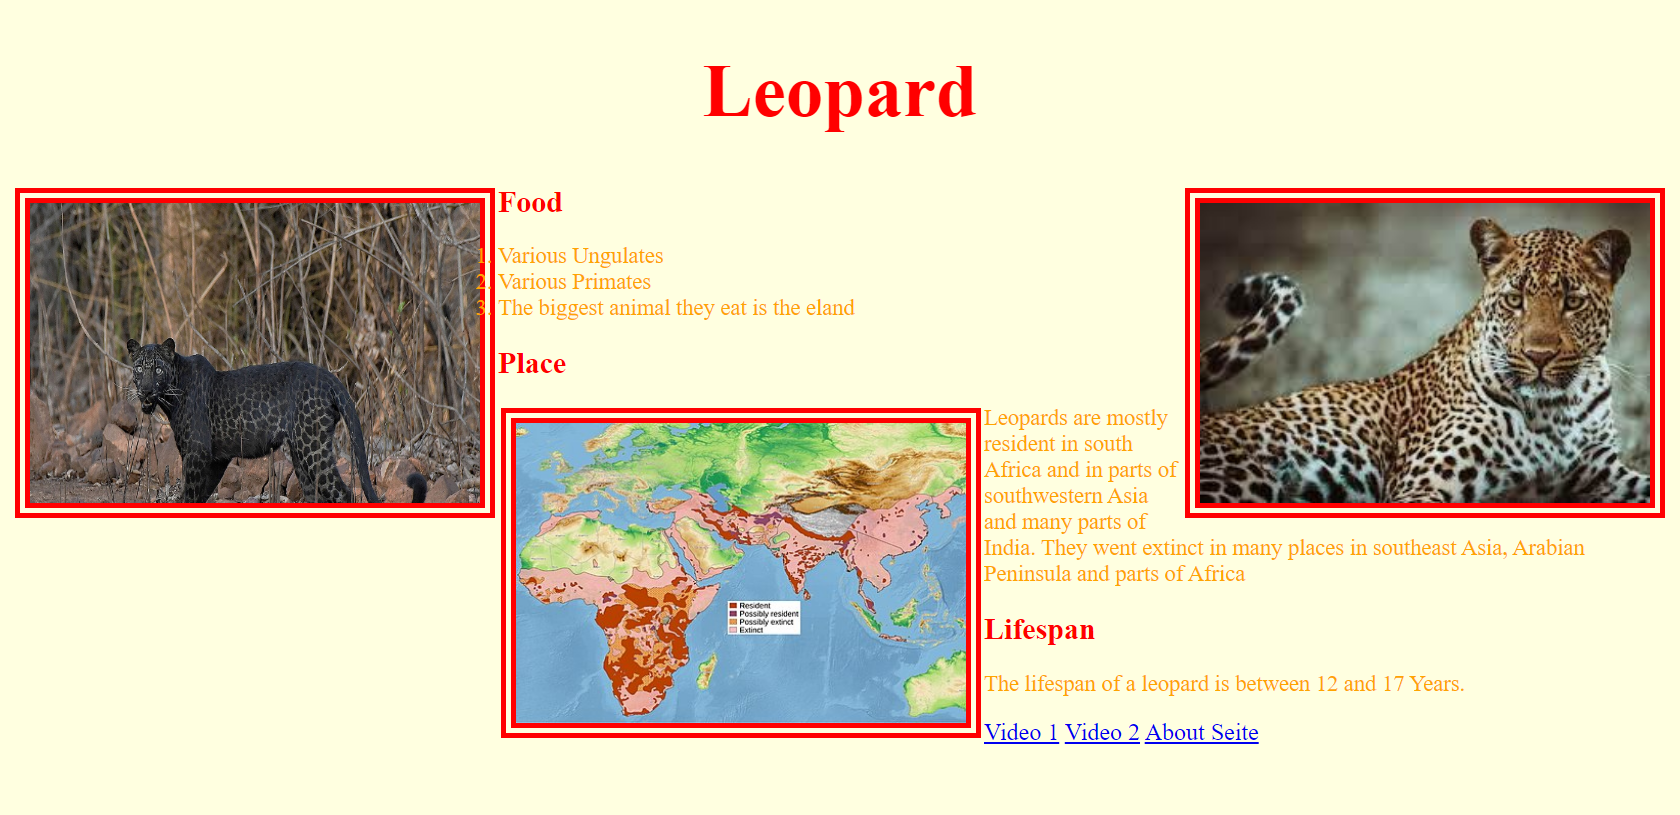 Leopard
Food
1. Various Ungulates
2. Various Primates
3. The biggest animal they eat is the eland
Place
Leopards are mostly
resident in south
Africa and in parts of
southwestern Asia
and many parts of
India. They went extinct in many places in southeast Asia, Arabian
Peninsula and parts of Africa
Resident
Possibly resident
Possibly extinct
Extinct
Lifespan
The lifespan of a leopard is between 12 and 17 Years.
Video 1 Video 2 About Seite